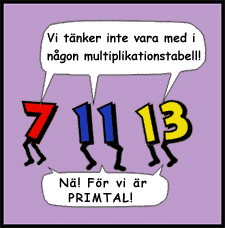 Vi tänker inte vara med i
någon multiplikationstabell!
7 11 13
Nä! För vi är
PRIMTAL!